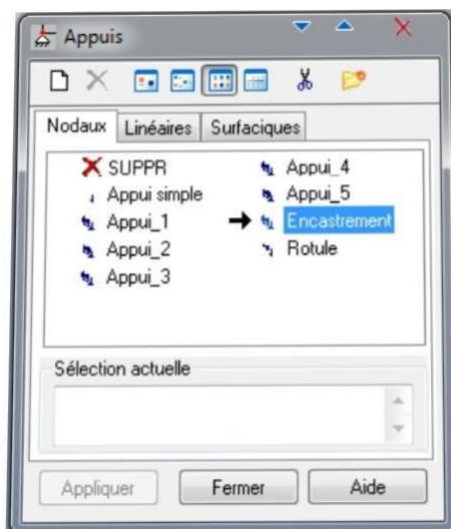 Appuis
Nodaux Linéaires Surfaciques
SUPPR
Appui simple
Appui_1
Appui_2
Appui_3
Appui_4
Appui_5
Encastrement
Rotule
Sélection actuelle
Appliquer Fermer Aide